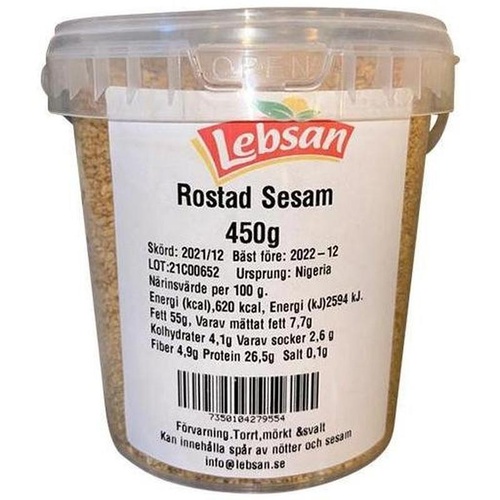 OPEN
Lebsan
Rostad Sesam
450g
Skörd: 2021/12 Bäst före: 2022-12
LOT:21C00652 Ursprung: Nigeria
Närinsvärde per 100 g.
Energi (kcal),620 kcal, Energi (kJ)2594 kJ.
Fett 55g, Varav mättat fett 7,7g
Kolhydrater 4,1g Varav socker 2,6 g
Fiber 4,9g Protein 26,5g Salt 0,1g
7350104279554
Förvarning.Torrt,mörkt &svalt
Kan innehålla spår av nötter och sesam
info@lebsan.se